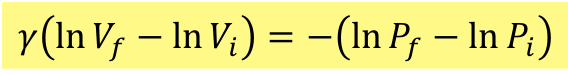 γ(ln V_f − ln V_i) = −(ln P_f − ln P_i)